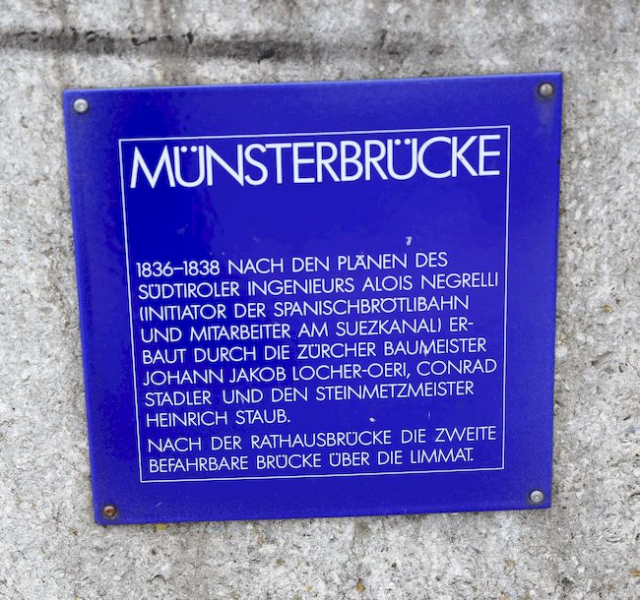 MÜNSTERBRÜCKE
1836–1838 NACH DEN PLÄNEN DES
SÜDTIROLER INGENIEURS ALOIS NEGRELLI
(INITIATOR DER SPANISCHBRÖTLIBAHN
UND MITARBEITER AM SUEZKANAL) ER-
BAUT DURCH DIE ZÜRCHER BAUMEISTER
JOHANN JAKOB LOCHER-OERI, CONRAD
STADLER UND DEN STEINMETZMEISTER
HEINRICH STAUB.
NACH DER RATHAUSBRÜCKE DIE ZWEITE
BEFAHRBARE BRÜCKE ÜBER DIE LIMMAT.